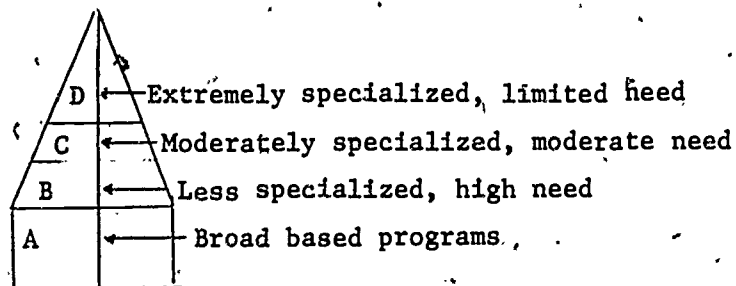 D Extremely specialized, limited need
C Moderately specialized, moderate need
B Less specialized, high need
A Broad based programs